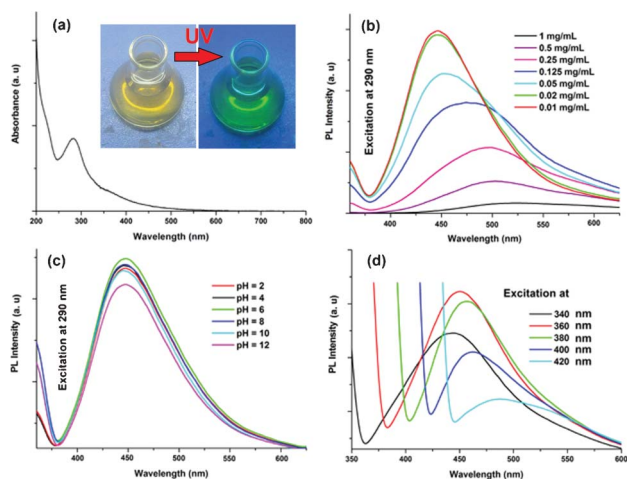 (a)
UV
Absorbance (a. u)
200 300 400 500 600 700 800
Wavelength (nm)
(b)
Excitation at 290 nm
1 mg/mL
0.5 mg/mL
0.25 mg/mL
0.125 mg/mL
0.05 mg/mL
0.02 mg/mL
0.01 mg/mL
PL Intensity (a. u)
400 450 500 550 600
Wavelength (nm)
(c)
Excitation at 290 nm
pH = 2
pH = 4
pH = 6
pH = 8
pH = 10
pH = 12
PL Intensity (a. u)
400 450 500 550 600
Wavelength (nm)
(d)
Excitation at
340 nm
360 nm
380 nm
400 nm
420 nm
PL Intensity (a. u)
350 400 450 500 550 600
Wavelength (nm)